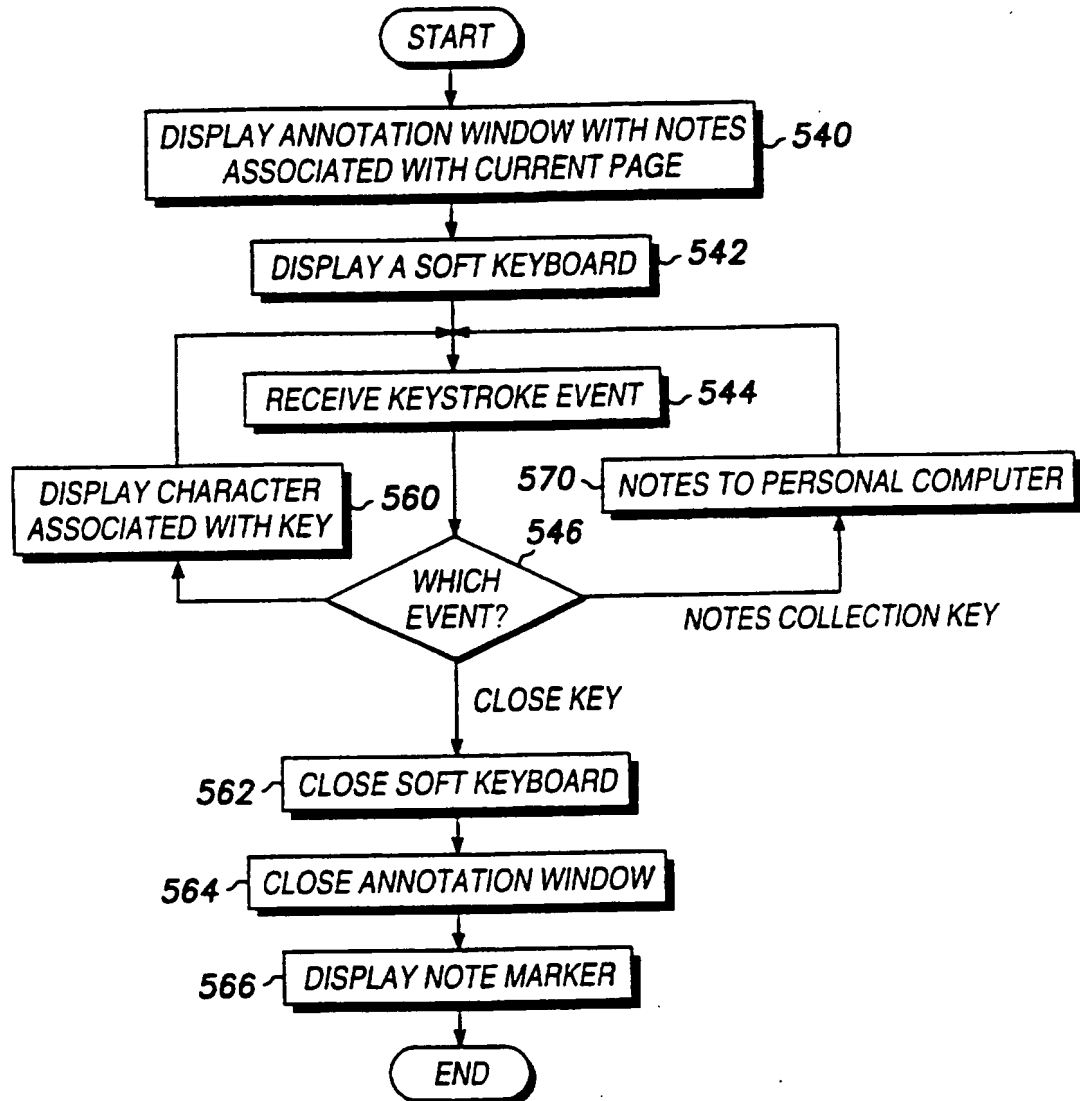 START
DISPLAY ANNOTATION WINDOW WITH NOTES
ASSOCIATED WITH CURRENT PAGE
540
DISPLAY A SOFT KEYBOARD
542
RECEIVE KEYSTROKE EVENT
544
DISPLAY CHARACTER
ASSOCIATED WITH KEY
560
570
NOTES TO PERSONAL COMPUTER
546
WHICH
EVENT?
NOTES COLLECTION KEY
CLOSE KEY
562
CLOSE SOFT KEYBOARD
564
CLOSE ANNOTATION WINDOW
566
DISPLAY NOTE MARKER
END